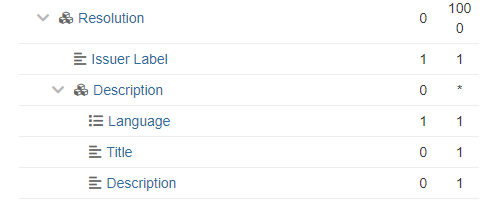 Resolution 0 100
0
Issuer Label 1 1
Description 0 *
Language 1 1
Title 0 1
Description 0 1